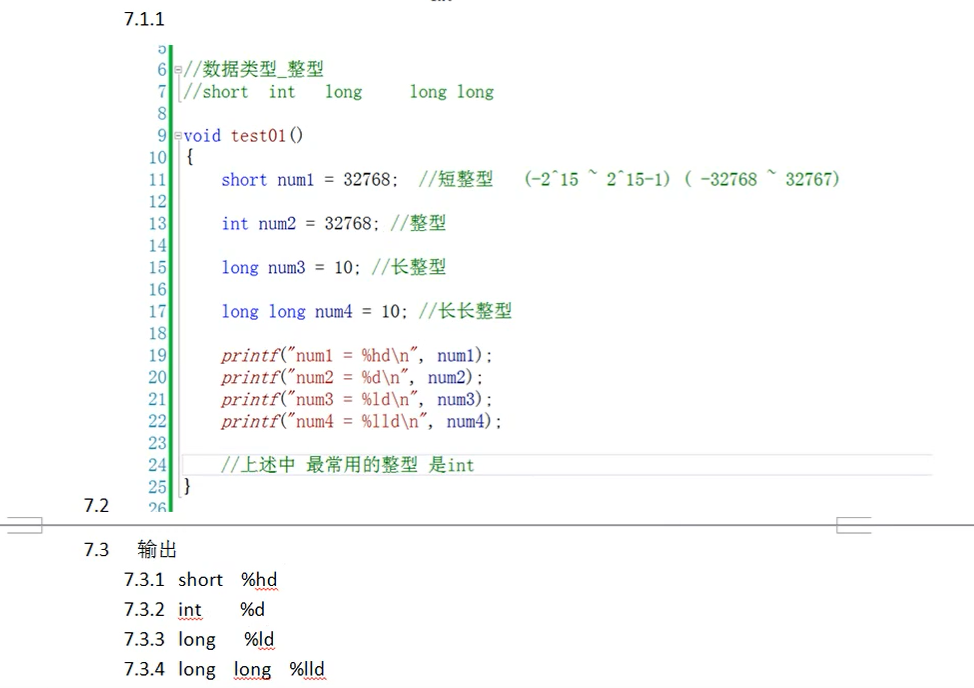 7.1.1
5
6 //数据类型_整型
7 //short int long long long
8
9 void test01()
10 {
11 short num1 = 32768; //短整型 (-2^15 ~ 2^15-1) ( -32768 ~ 32767)
12
13 int num2 = 32768; //整型
14
15 long num3 = 10; //长整型
16
17 long long num4 = 10; //长长整型
18
19 printf("num1 = %hd\n", num1);
20 printf("num2 = %d\n", num2);
21 printf("num3 = %ld\n", num3);
22 printf("num4 = %lld\n", num4);
23
24 //上述中 最常用的整型 是int
25 }
7.2
26
7.3 输出
7.3.1 short %hd
7.3.2 int %d
7.3.3 long %ld
7.3.4 long long %lld